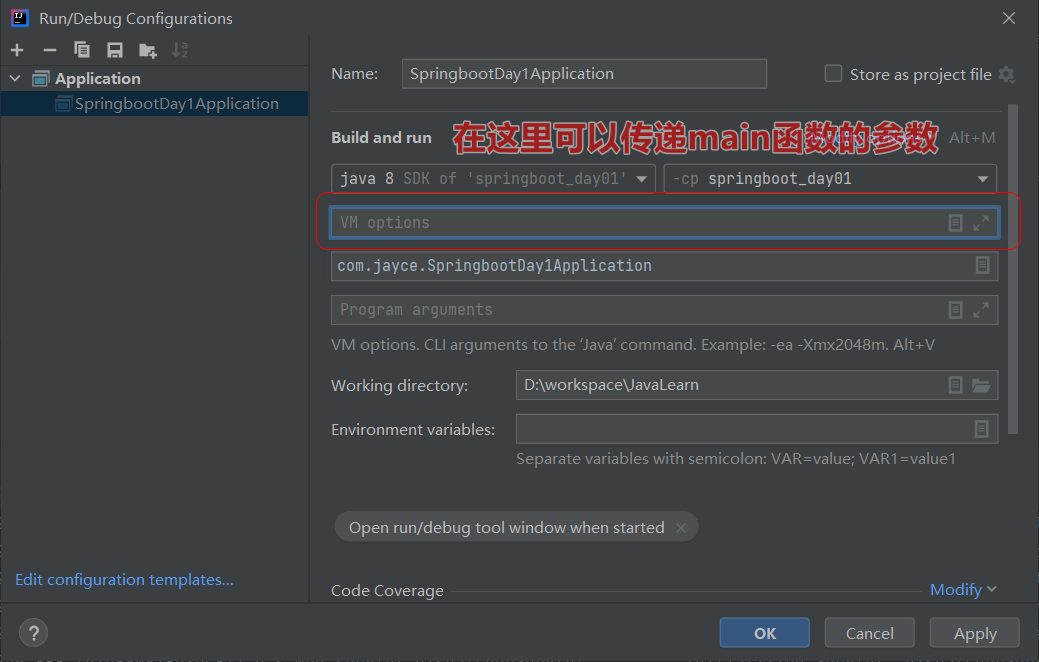 Run/Debug Configurations
Application
SpringbootDay1Application
Name:
SpringbootDay1Application
Store as project file
Build and run
在这里可以传递main函数的参数
Alt+M
java 8 SDK of 'springboot_day01'
-cp springboot_day01
VM options
com.jayce.SpringbootDay1Application
Program arguments
VM options. CLI arguments to the ‘Java’ command. Example: -ea -Xmx2048m. Alt+V
Working directory:
D:\workspace\JavaLearn
Environment variables:
Separate variables with semicolon: VAR=value; VAR1=value1
Open run/debug tool window when started
Edit configuration templates...
Code Coverage
Modify
?
OK
Cancel
Apply